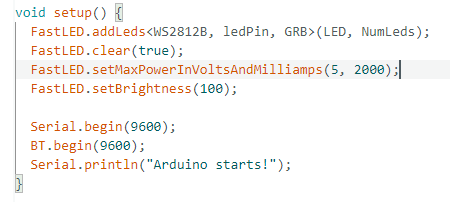 void setup() {
  FastLED.addLeds<WS2812B, ledPin, GRB>(LED, NumLeds);
  FastLED.clear(true);
  FastLED.setMaxPowerInVoltsAndMilliamps(5, 2000);
  FastLED.setBrightness(100);

  Serial.begin(9600);
  BT.begin(9600);
  Serial.println("Arduino starts!");
}